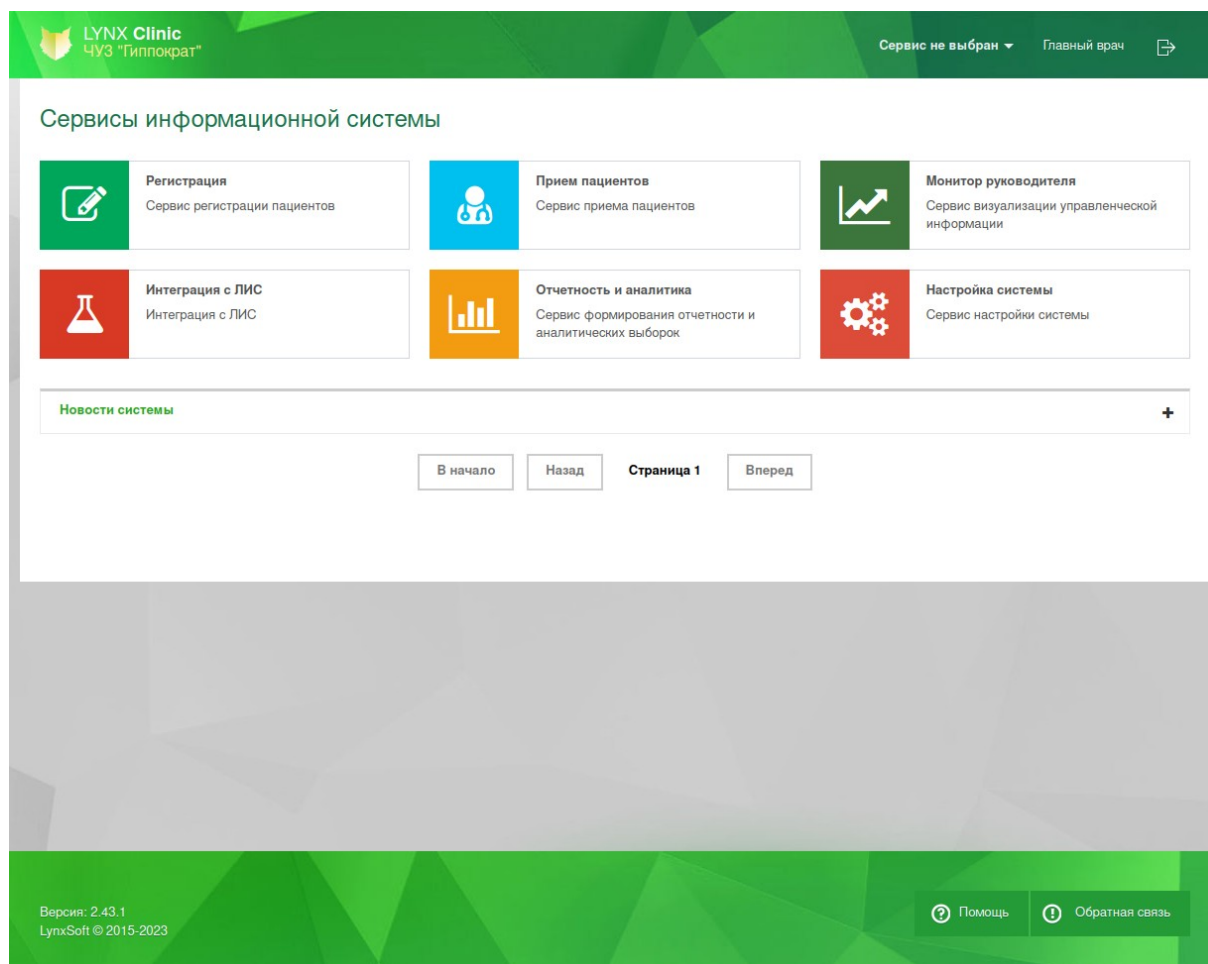 LYNX Clinic
ЧУЗ "Гиппократ"
Сервис не выбран
Главный врач
Сервисы информационной системы
Регистрация
Сервис регистрации пациентов
Прием пациентов
Сервис приема пациентов
Монитор руководителя
Сервис визуализации управленческой
информации
Интеграция с ЛИС
Интеграция с ЛИС
Отчетность и аналитика
Сервис формирования отчетности и
аналитических выборок
Настройка системы
Сервис настройки системы
Новости системы
В начало
Назад
Страница 1
Вперед
Версия: 2.43.1
LynxSoft © 2015-2023
Помощь
Обратная связь